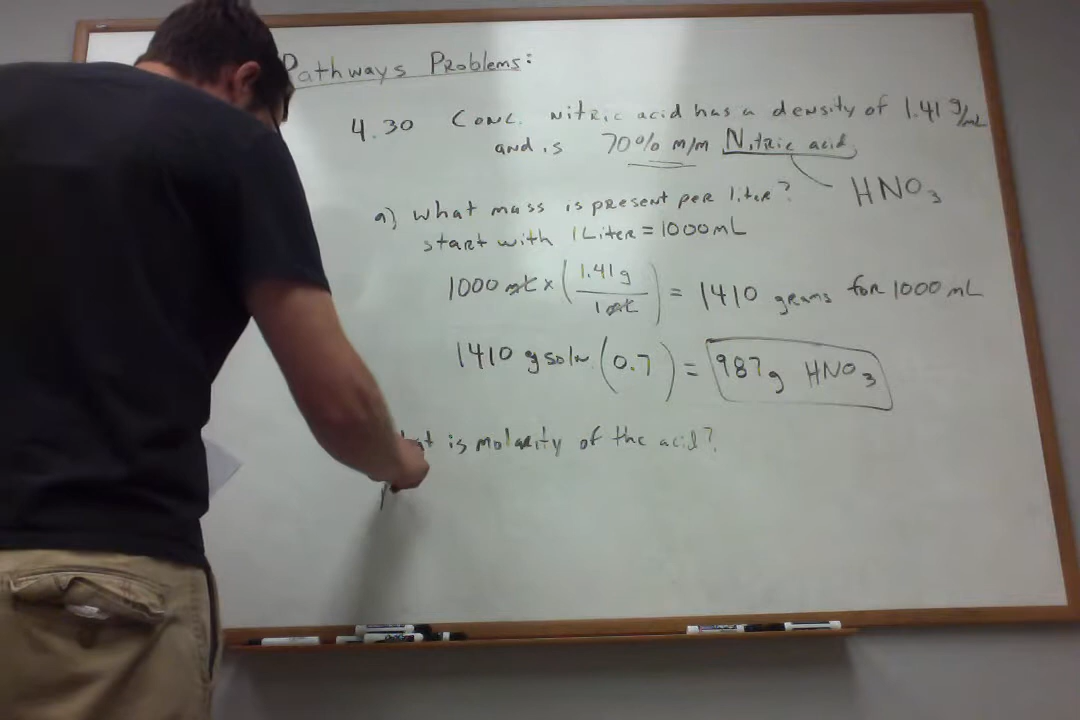 Pathways Problems:
4.30 Conc. nitric acid has a density of 1.41 g/mL
and is 70% m/m Nitric acid
HNO3
a) what mass is present per liter?
start with 1 Liter = 1000 mL
1000 mL x (1.41 g / 1 mL) = 1410 grams for 1000 mL
1410 g soln (0.7) = 987g HNO3
is molarity of the acid?